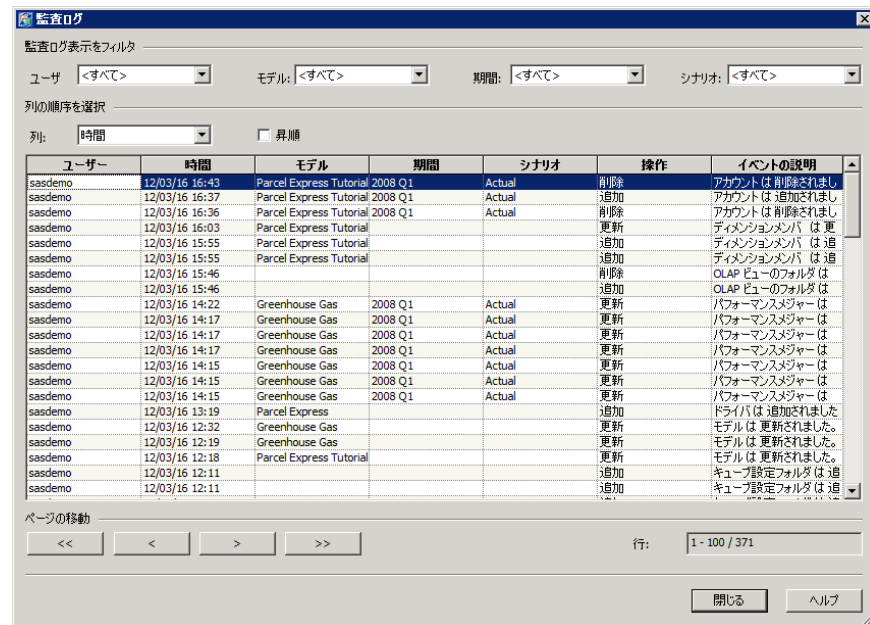 監査ログ
監査ログ表示をフィルタ
ユーザ <すべて> モデル: <すべて> 期間: <すべて> シナリオ: <すべて>
列の順序を選択
列: 時間 昇順
ユーザー 時間 モデル 期間 シナリオ 操作 イベントの説明
sasdemo 12/03/16 16:43 Parcel Express Tutorial 2008 Q1 Actual 削除 アカウント は 削除されまし
sasdemo 12/03/16 16:37 Parcel Express Tutorial 2008 Q1 Actual 追加 アカウント は 追加されまし
sasdemo 12/03/16 16:36 Parcel Express Tutorial 2008 Q1 Actual 削除 アカウント は 削除されまし
sasdemo 12/03/16 16:03 Parcel Express Tutorial 更新 ディメンションメンバ は 更
sasdemo 12/03/16 15:55 Parcel Express Tutorial 追加 ディメンションメンバ は 追
sasdemo 12/03/16 15:55 Parcel Express Tutorial 追加 ディメンションメンバ は 追
sasdemo 12/03/16 15:46 削除 OLAP ビューのフォルダ は
sasdemo 12/03/16 15:46 追加 OLAP ビューのフォルダ は
sasdemo 12/03/16 14:22 Greenhouse Gas 2008 Q1 Actual 更新 パフォーマンスメジャー は
sasdemo 12/03/16 14:17 Greenhouse Gas 2008 Q1 Actual 更新 パフォーマンスメジャー は
sasdemo 12/03/16 14:17 Greenhouse Gas 2008 Q1 Actual 更新 パフォーマンスメジャー は
sasdemo 12/03/16 14:17 Greenhouse Gas 2008 Q1 Actual 更新 パフォーマンスメジャー は
sasdemo 12/03/16 14:15 Greenhouse Gas 2008 Q1 Actual 更新 パフォーマンスメジャー は
sasdemo 12/03/16 14:15 Greenhouse Gas 2008 Q1 Actual 更新 パフォーマンスメジャー は
sasdemo 12/03/16 14:15 Greenhouse Gas 2008 Q1 Actual 更新 パフォーマンスメジャー は
sasdemo 12/03/16 13:19 Parcel Express 追加 ドライバ は 追加されました
sasdemo 12/03/16 12:32 Greenhouse Gas 更新 モデル は 更新されました。
sasdemo 12/03/16 12:19 Greenhouse Gas 更新 モデル は 更新されました。
sasdemo 12/03/16 12:18 Parcel Express Tutorial 更新 モデル は 更新されました。
sasdemo 12/03/16 12:11 追加 キューブ設定フォルダ は 追
sasdemo 12/03/16 12:11 追加 キューブ設定フォルダ は 追
ページの移動
<< < > >> 行: 1 - 100 / 371
閉じる ヘルプ